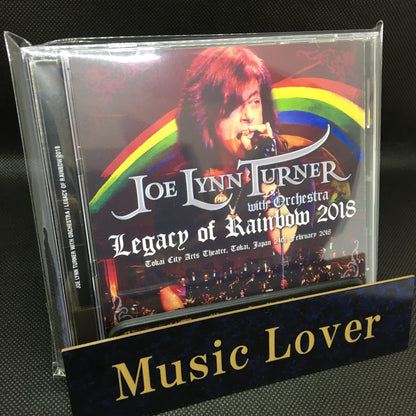 JOE LYNN TURNER WITH ORCHESTRA / LEGACY OF RAINBOW 2018
JOE LYNN TURNER
with Orchestra
Legacy of Rainbow 2018
Tokai City Arts Theatre, Tokai, Japan 24th February 2018
Music Lover